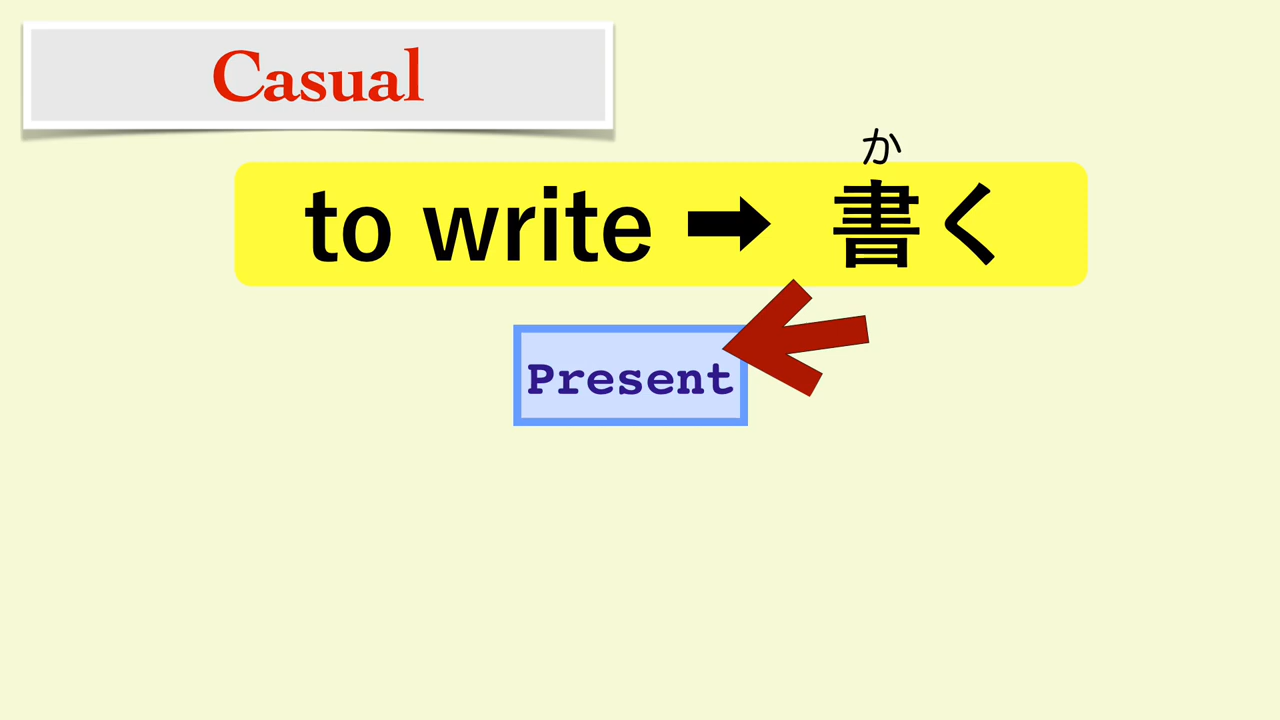 Casual
か
to write ➡ 書く
Present